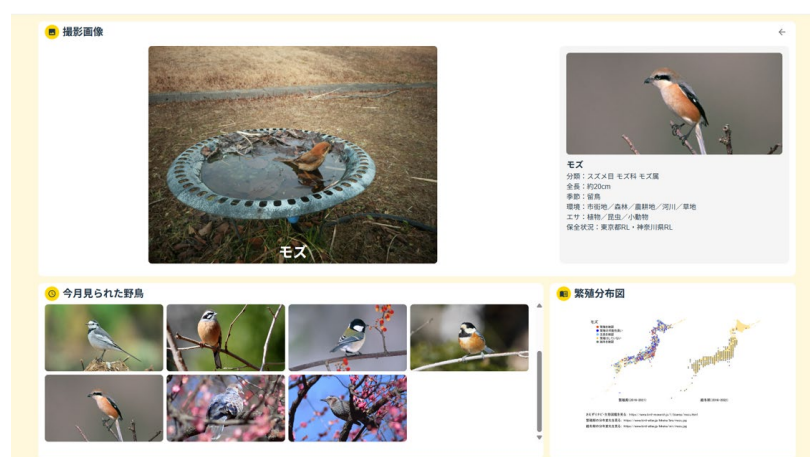 撮影画像
モズ
モズ
分類：スズメ目 モズ科 モズ属
全長：約20cm
季節：留鳥
環境：市街地／森林／農耕地／河川／草地
エサ：植物／昆虫／小動物
保全状況：東京都RL・神奈川県RL
今月見られた野鳥
繁殖分布図
モズ